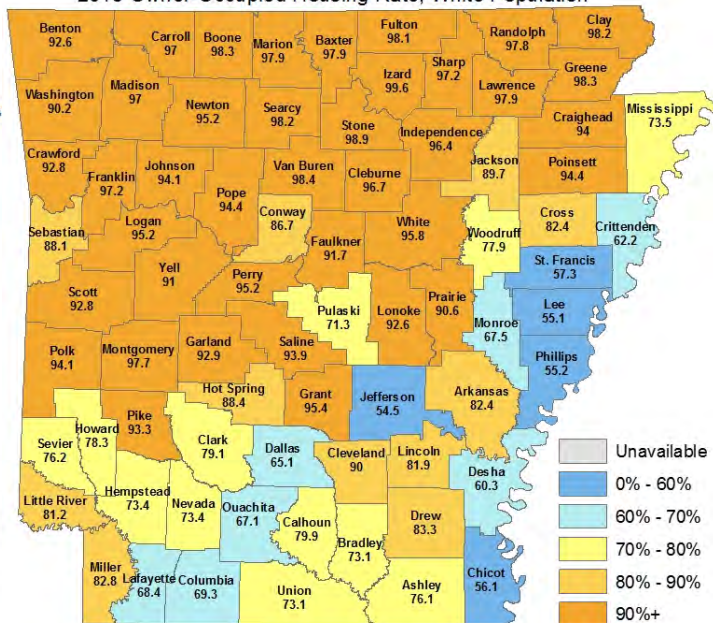 2013 Owner Occupied Housing Rate, White Population
Benton
92.6
Carroll
97
Boone
98.3
Marion
97.9
Baxter
97.9
Fulton
98.1
Randolph
97.8
Clay
98.2
Izard
99.6
Sharp
97.2
Lawrence
97.9
Greene
98.3
Washington
90.2
Madison
97
Newton
95.2
Searcy
98.2
Stone
98.9
Independence
96.4
Craighead
94
Mississippi
73.5
Crawford
92.8
Franklin
97.2
Johnson
94.1
Pope
94.4
Van Buren
98.4
Cleburne
96.7
Jackson
89.7
Poinsett
94.4
Sebastian
88.1
Logan
95.2
Conway
86.7
Faulkner
91.7
White
95.8
Woodruff
77.9
Cross
82.4
Crittenden
62.2
Scott
92.8
Yell
91
Perry
95.2
Pulaski
71.3
Lonoke
92.6
Prairie
90.6
St. Francis
57.3
Lee
55.1
Monroe
67.5
Phillips
55.2
Polk
94.1
Montgomery
97.7
Garland
92.9
Saline
93.9
Hot Spring
88.4
Grant
95.4
Jefferson
54.5
Arkansas
82.4
Sevier
76.2
Howard
78.3
Pike
93.3
Clark
79.1
Dallas
65.1
Cleveland
90
Lincoln
81.9
Desha
60.3
Little River
81.2
Hempstead
73.4
Nevada
73.4
Ouachita
67.1
Calhoun
79.9
Bradley
73.1
Drew
83.3
Miller
82.8
Lafayette
68.4
Columbia
69.3
Union
73.1
Ashley
76.1
Chicot
56.1
Unavailable
0% - 60%
60% - 70%
70% - 80%
80% - 90%
90%+